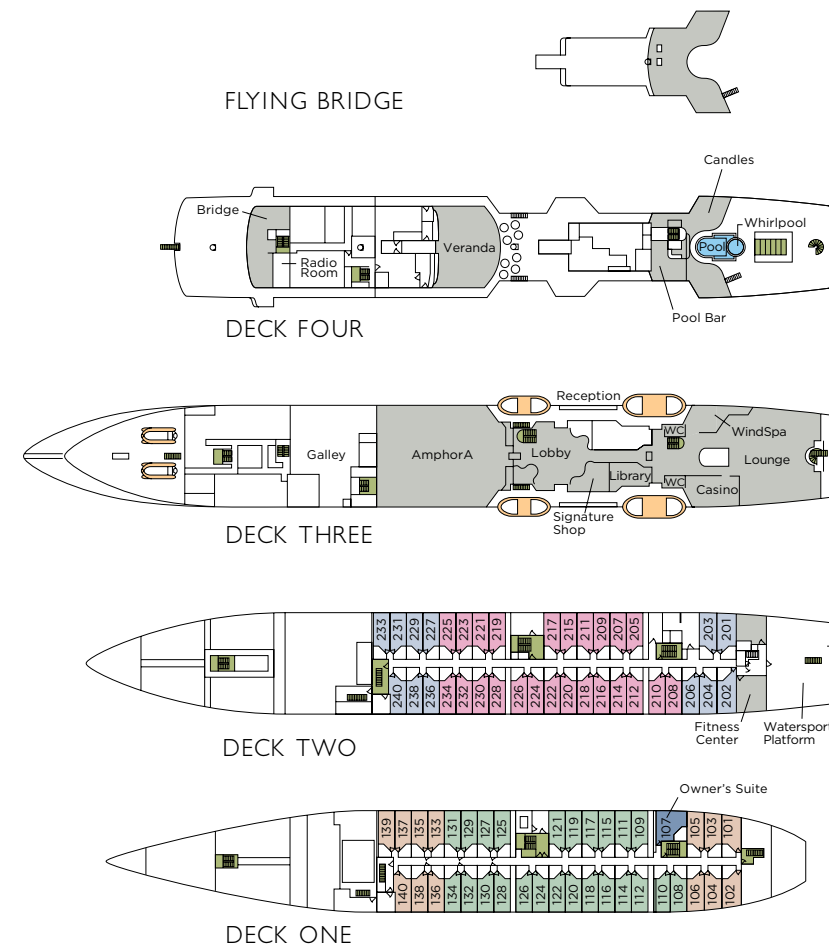 FLYING BRIDGE
Candles
Bridge
Whirlpool
Pool
Veranda
Radio
Room
Pool Bar
DECK FOUR
Reception
WC
WindSpa
Galley
AmphorA
Lobby
Lounge
Library
WC
Casino
Signature
Shop
DECK THREE
233 231 229 227 225 223 221 219 217 215 211 209 207 205 203 201
240 238 236 234 232 230 228 226 224 222 220 218 216 214 212 210 208 206 204 202
Fitness
Center
Watersport
Platform
DECK TWO
Owner's Suite
139 137 135 133 131 129 127 125 121 119 117 115 111 109 107 105 103 101
140 138 136 134 132 130 128 126 124 122 120 118 116 114 112 110 108 106 104 102
DECK ONE